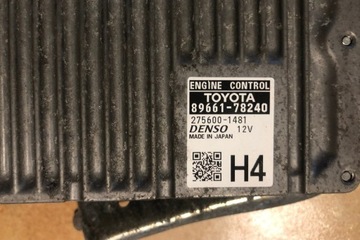 ENGINE CONTROL
TOYOTA
89661-78240
275600-1481
DENSO 12V
MADE IN JAPAN
H4